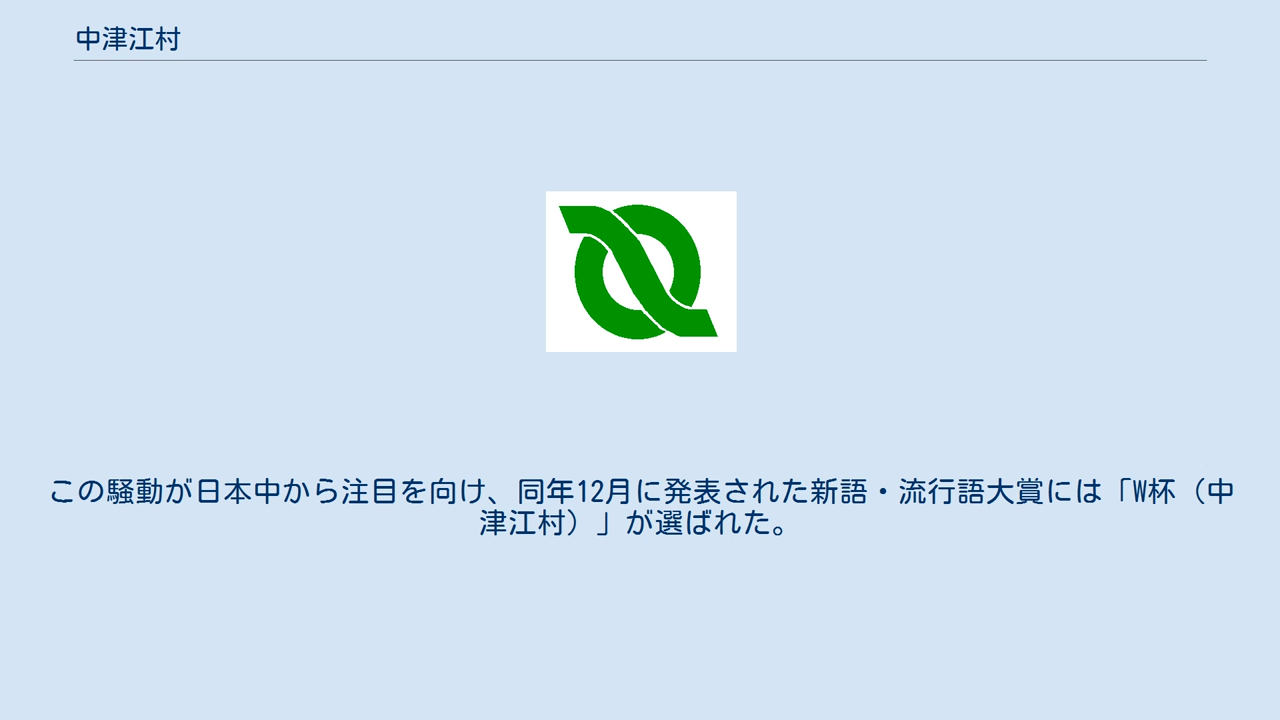 中津江村
この騒動が日本中から注目を向け、同年12月に発表された新語・流行語大賞には「W杯（中
津江村）」が選ばれた。